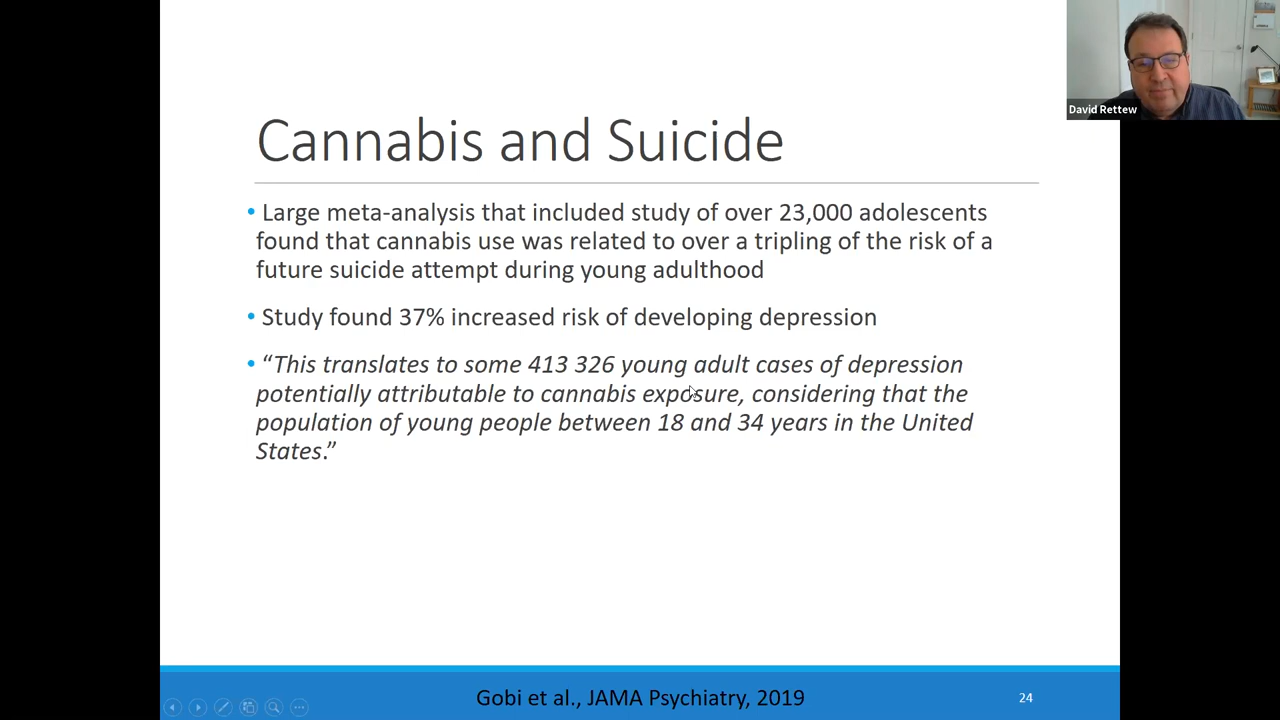 David Rettew
Cannabis and Suicide
• Large meta-analysis that included study of over 23,000 adolescents
found that cannabis use was related to over a tripling of the risk of a
future suicide attempt during young adulthood
• Study found 37% increased risk of developing depression
• “This translates to some 413 326 young adult cases of depression
potentially attributable to cannabis exposure, considering that the
population of young people between 18 and 34 years in the United
States.”
Gobi et al., JAMA Psychiatry, 2019
24